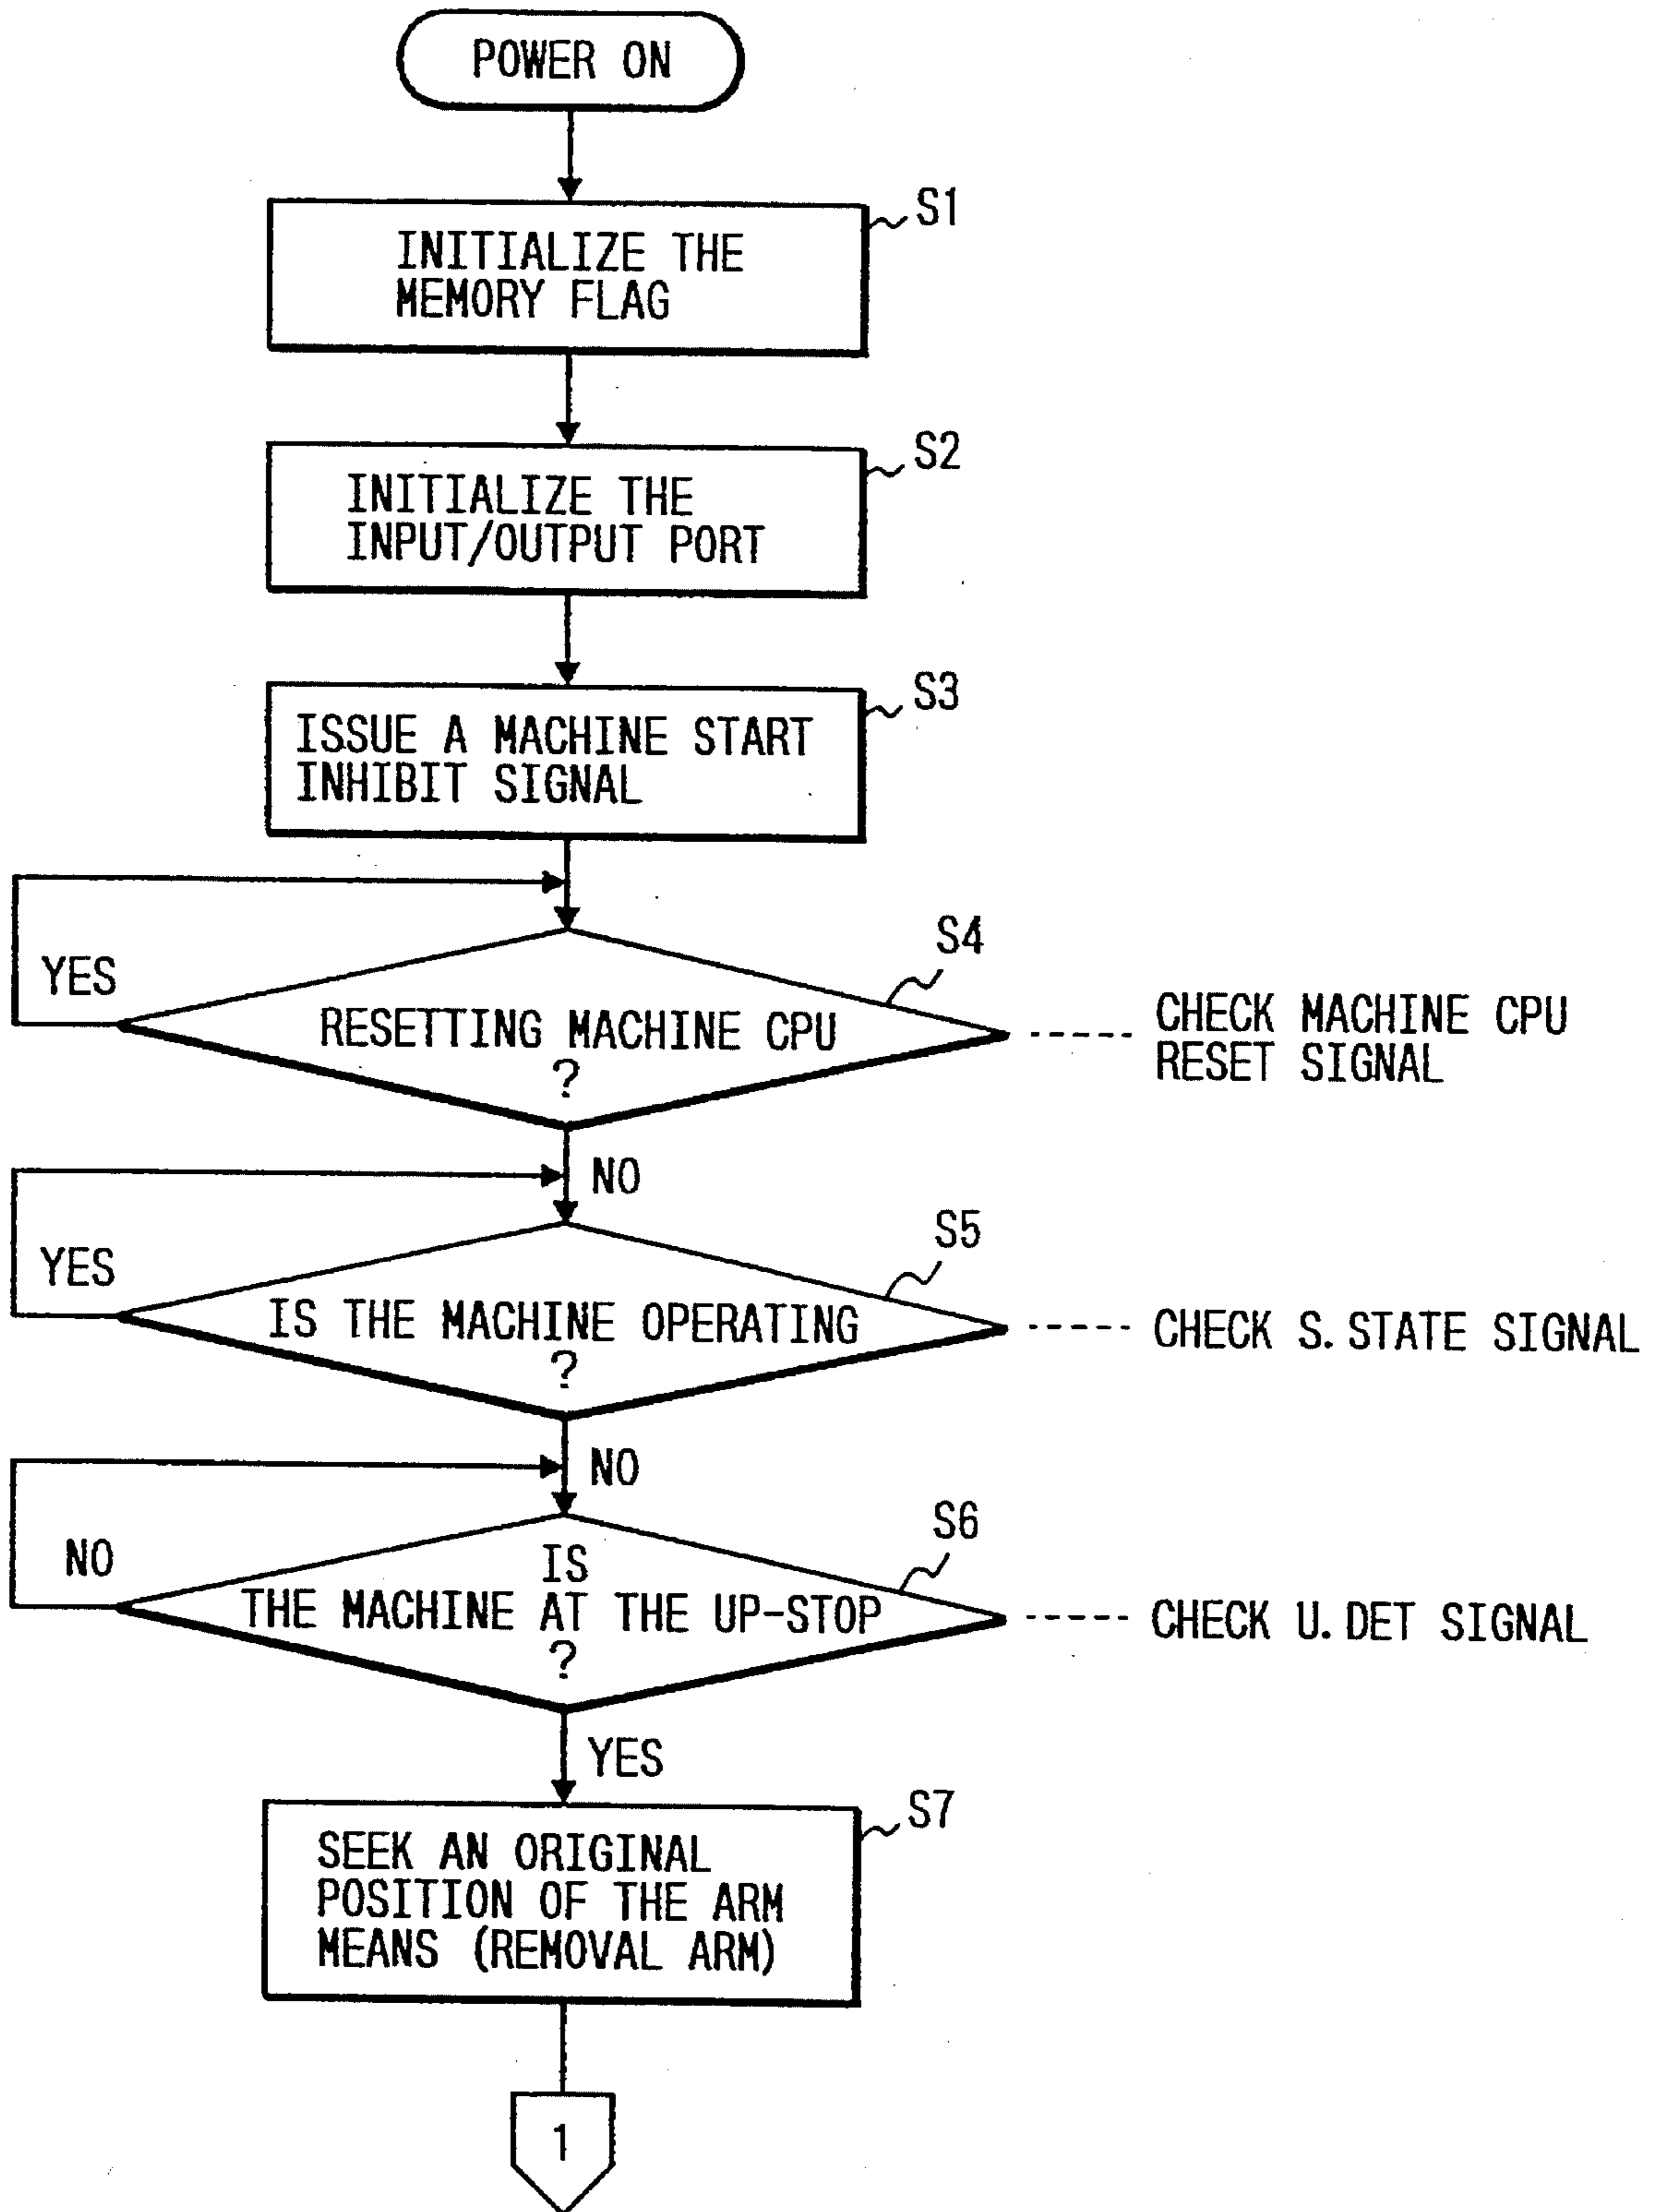 POWER ON
S1
INITIALIZE THE
MEMORY FLAG
S2
INITIALIZE THE
INPUT/OUTPUT PORT
S3
ISSUE A MACHINE START
INHIBIT SIGNAL
S4
YES
RESETTING MACHINE CPU
?
CHECK MACHINE CPU
RESET SIGNAL
NO
S5
YES
IS THE MACHINE OPERATING
?
CHECK S. STATE SIGNAL
NO
S6
NO
IS
THE MACHINE AT THE UP-STOP
?
CHECK U. DET SIGNAL
YES
S7
SEEK AN ORIGINAL
POSITION OF THE ARM
MEANS (REMOVAL ARM)
1